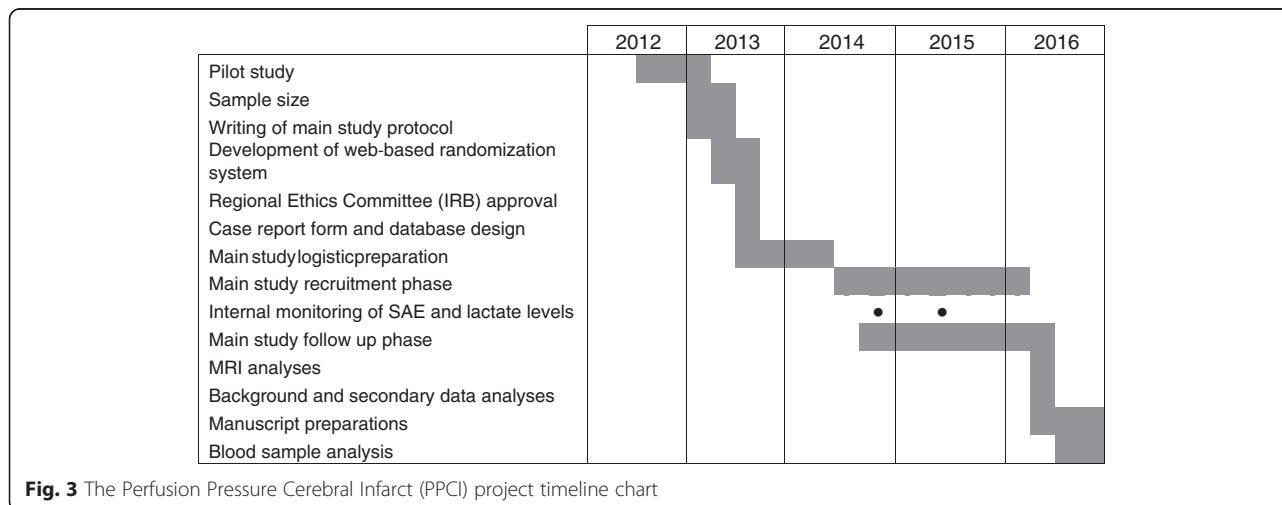 2012 2013 2014 2015 2016
Pilot study
Sample size
Writing of main study protocol
Development of web-based randomization
system
Regional Ethics Committee (IRB) approval
Case report form and database design
Main study logistic preparation
Main study recruitment phase
Internal monitoring of SAE and lactate levels
Main study follow up phase
MRI analyses
Background and secondary data analyses
Manuscript preparations
Blood sample analysis
Fig. 3 The Perfusion Pressure Cerebral Infarct (PPCI) project timeline chart